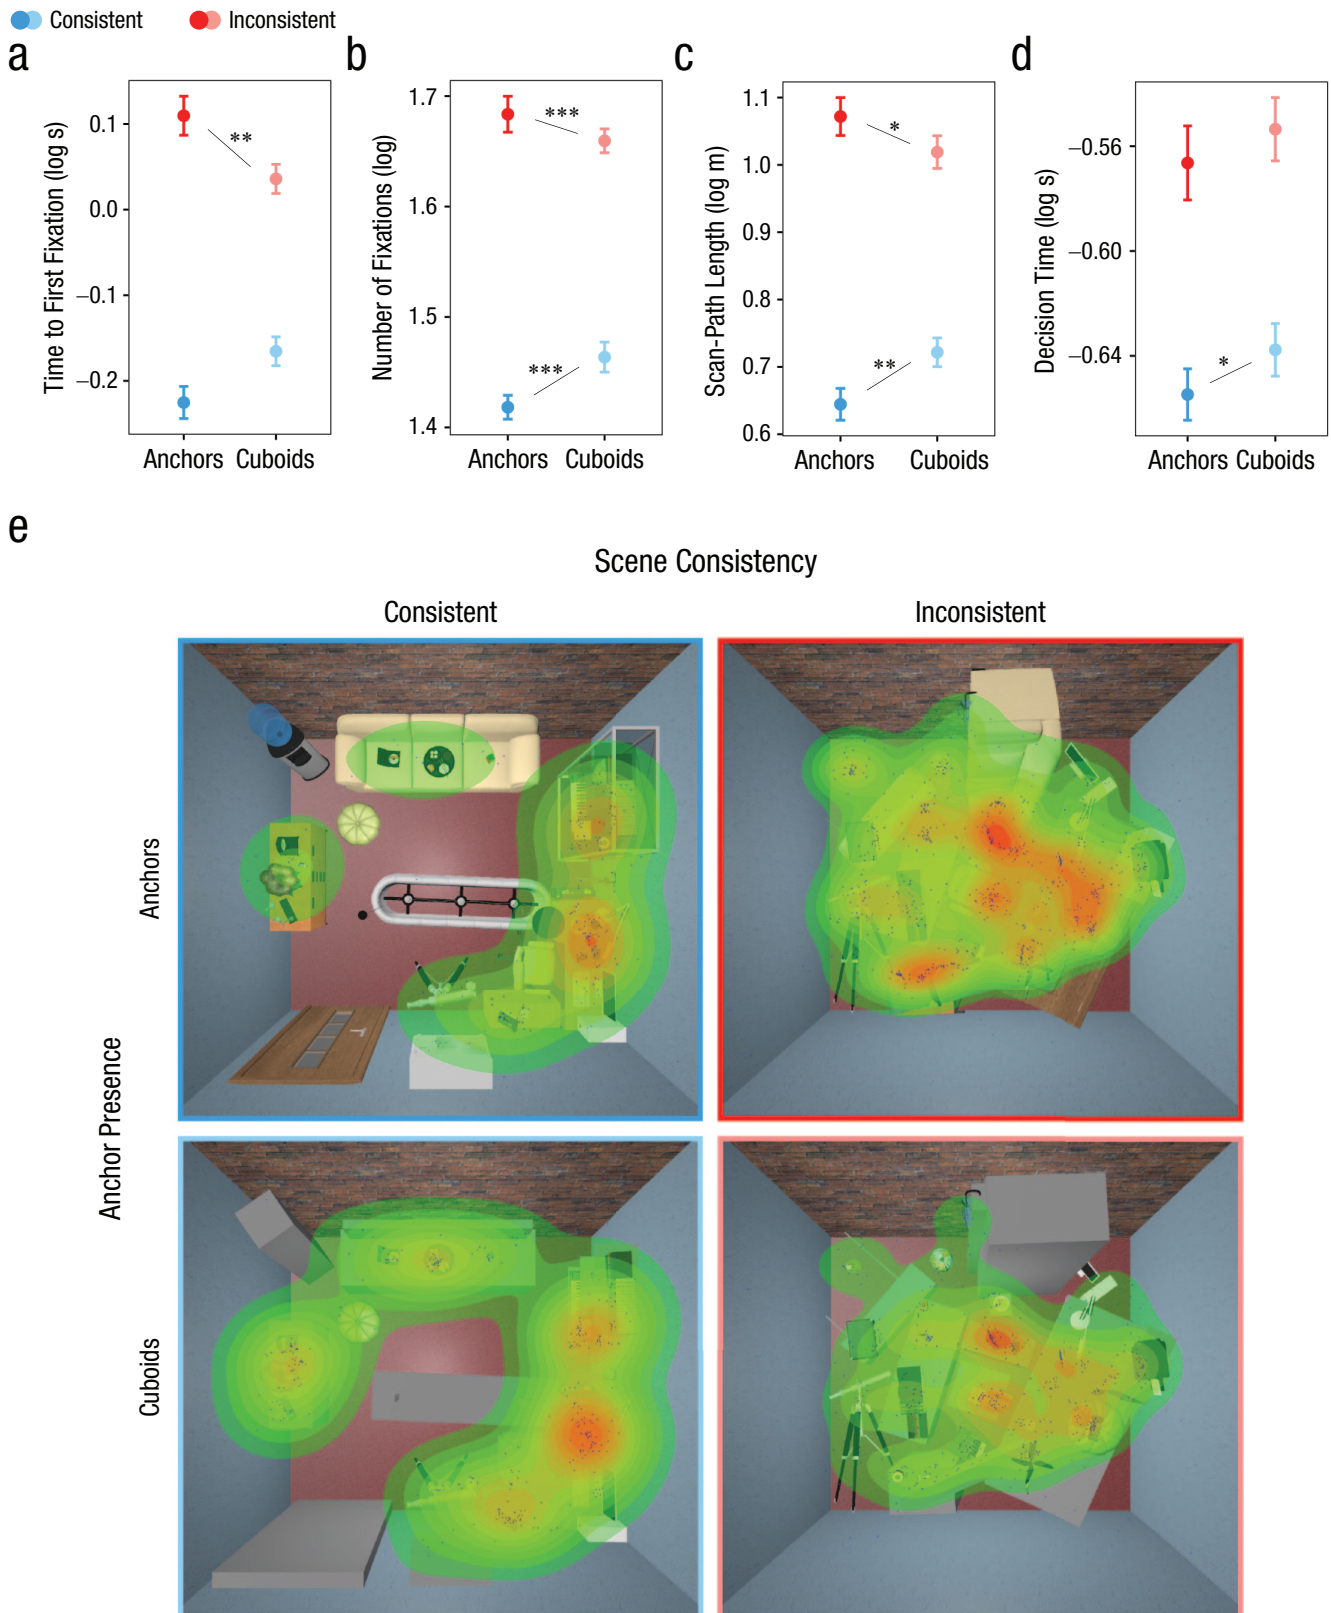 Consistent Inconsistent
a b c d
Time to First Fixation (log s)
0.1
0.0
−0.1
−0.2
**
Anchors Cuboids
Number of Fixations (log)
1.7
1.6
1.5
1.4
***
***
Anchors Cuboids
Scan-Path Length (log m)
1.1
1.0
0.9
0.8
0.7
0.6
*
**
Anchors Cuboids
Decision Time (log s)
−0.56
−0.60
−0.64
*
Anchors Cuboids
e
Scene Consistency
Consistent Inconsistent
Anchor Presence
Anchors
Cuboids